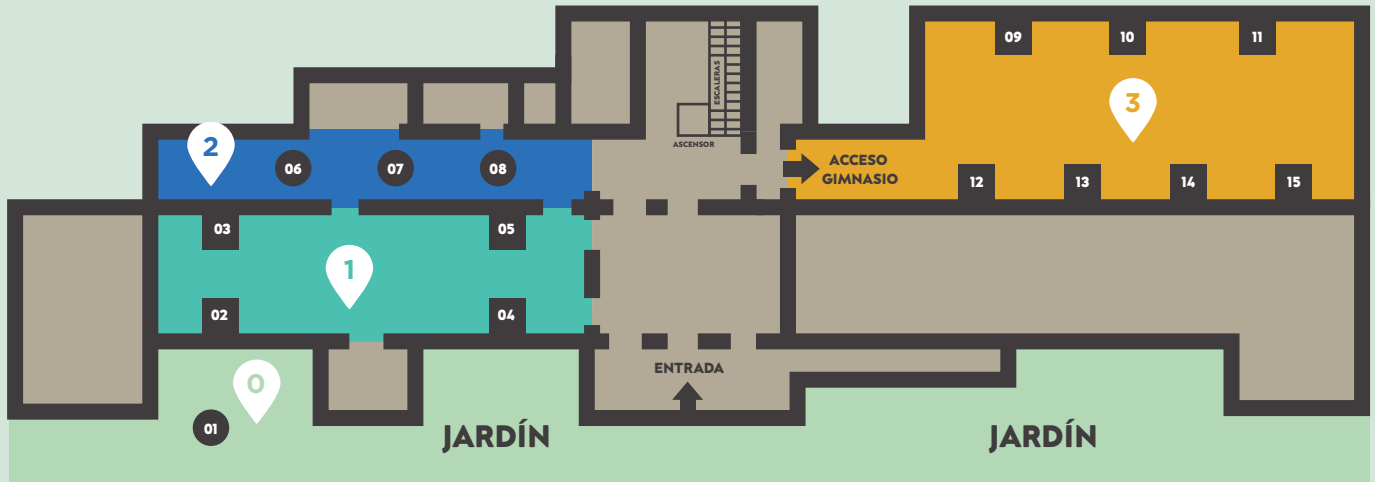 09
10
11
ESCALERAS
3
2
ASCENSOR
06
07
08
ACCESO
GIMNASIO
12
13
14
15
03
05
1
02
04
0
ENTRADA
01
JARDÍN
JARDÍN